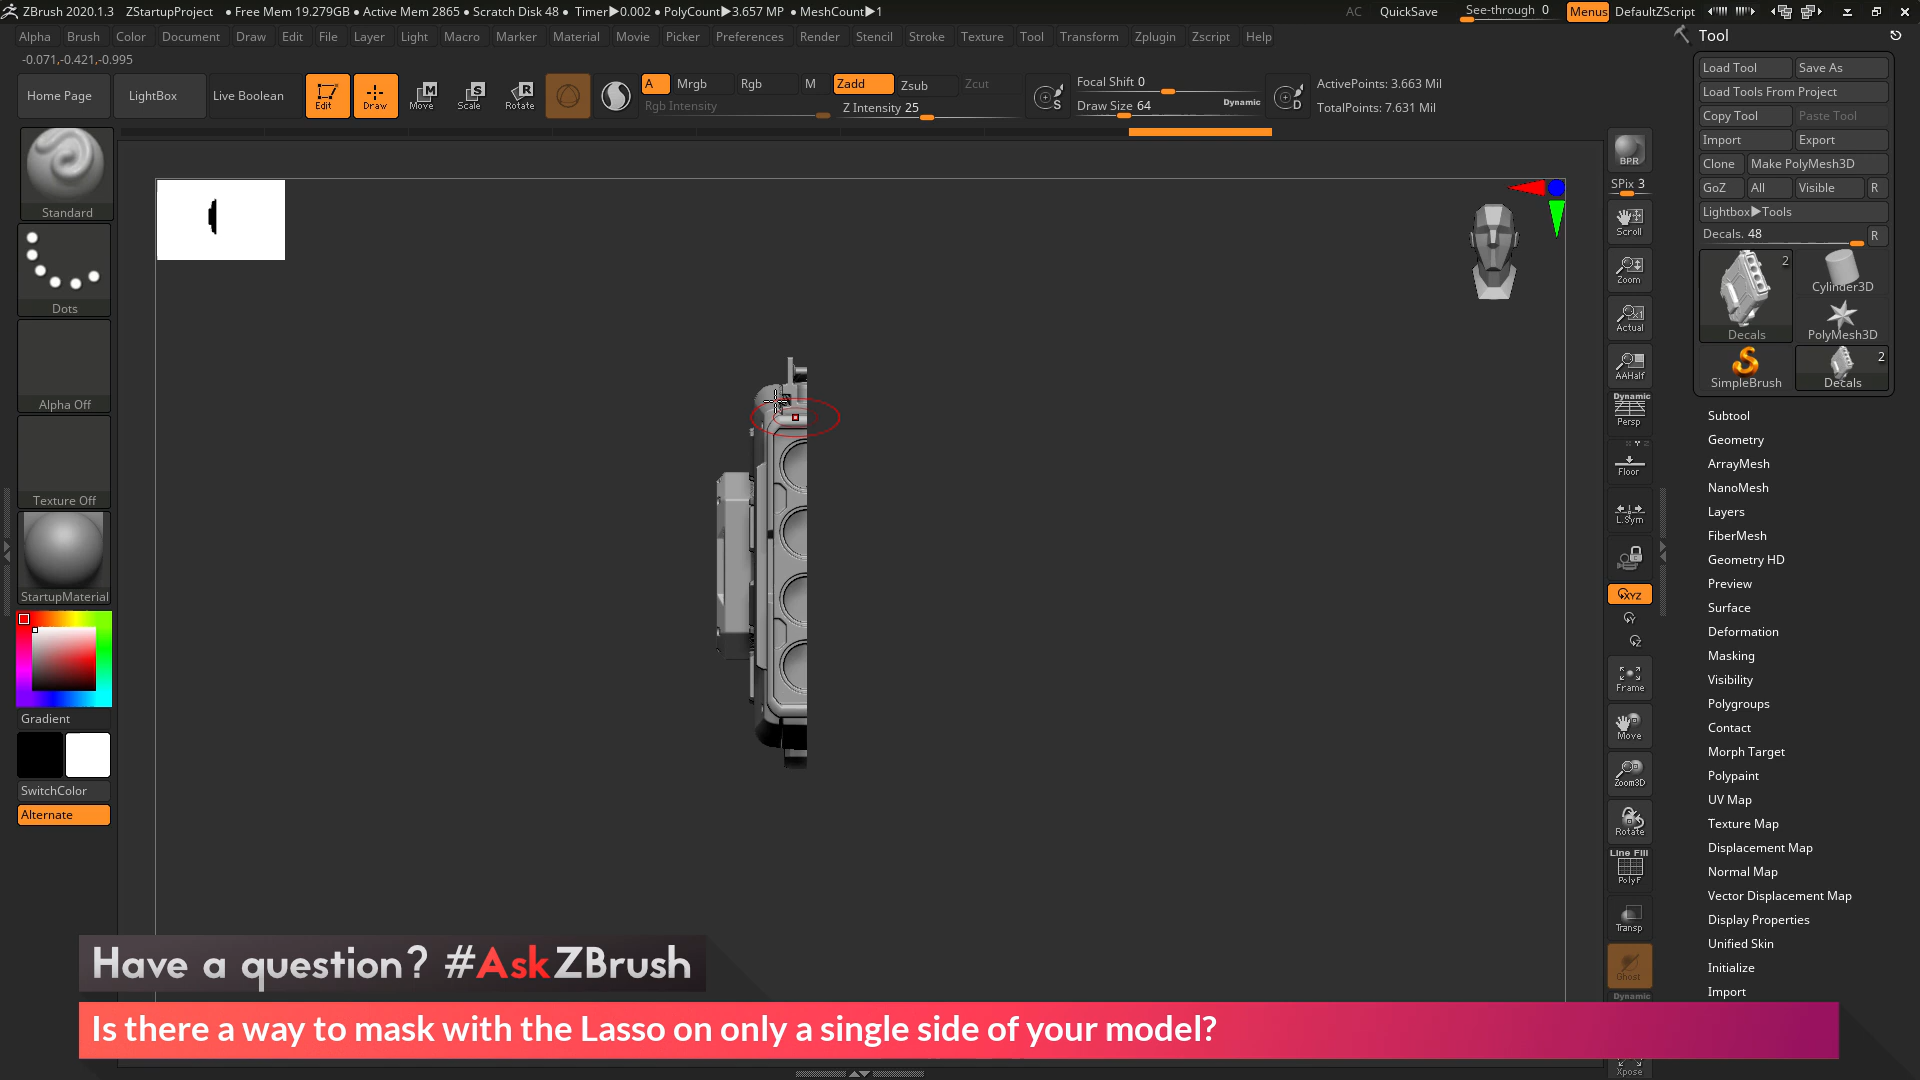 ZBrush 2020.1.3 ZStartupProject • Free Mem 19.279GB • Active Mem 2865 • Scratch Disk 48 • Timer▶0.002 • PolyCount▶3.657 MP • MeshCount▶1 AC QuickSave See-through 0 Menus DefaultZScript
Alpha Brush Color Document Draw Edit File Layer Light Macro Marker Material Movie Picker Preferences Render Stencil Stroke Texture Tool Transform Zplugin Zscript Help
-0.071,-0.421,-0.995
Home Page LightBox Live Boolean Edit Draw Move Scale Rotate
A Mrgb Rgb M Zadd Zsub Zcut
Rgb Intensity Z Intensity 25
Focal Shift 0
Draw Size 64 Dynamic
ActivePoints: 3.663 Mil
TotalPoints: 7.631 Mil
Standard
Dots
Alpha Off
Texture Off
StartupMaterial
Gradient
SwitchColor
Alternate
BPR
SPix 3
Scroll
Zoom
Actual
AAHalf
Dynamic
Persp
Floor
L.Sym
XYZ
Y
Z
Frame
Move
Zoom3D
Rotate
Line Fill
PolyF
Transp
Ghost
Dynamic
Xpose
Tool
Load Tool Save As
Load Tools From Project
Copy Tool Paste Tool
Import Export
Clone Make PolyMesh3D
GoZ All Visible R
Lightbox▶Tools
Decals. 48 R
2
Decals
Cylinder3D
PolyMesh3D
SimpleBrush
2
Decals
Subtool
Geometry
ArrayMesh
NanoMesh
Layers
FiberMesh
Geometry HD
Preview
Surface
Deformation
Masking
Visibility
Polygroups
Contact
Morph Target
Polypaint
UV Map
Texture Map
Displacement Map
Normal Map
Vector Displacement Map
Display Properties
Unified Skin
Initialize
Import
Have a question? #AskZBrush
Is there a way to mask with the Lasso on only a single side of your model?